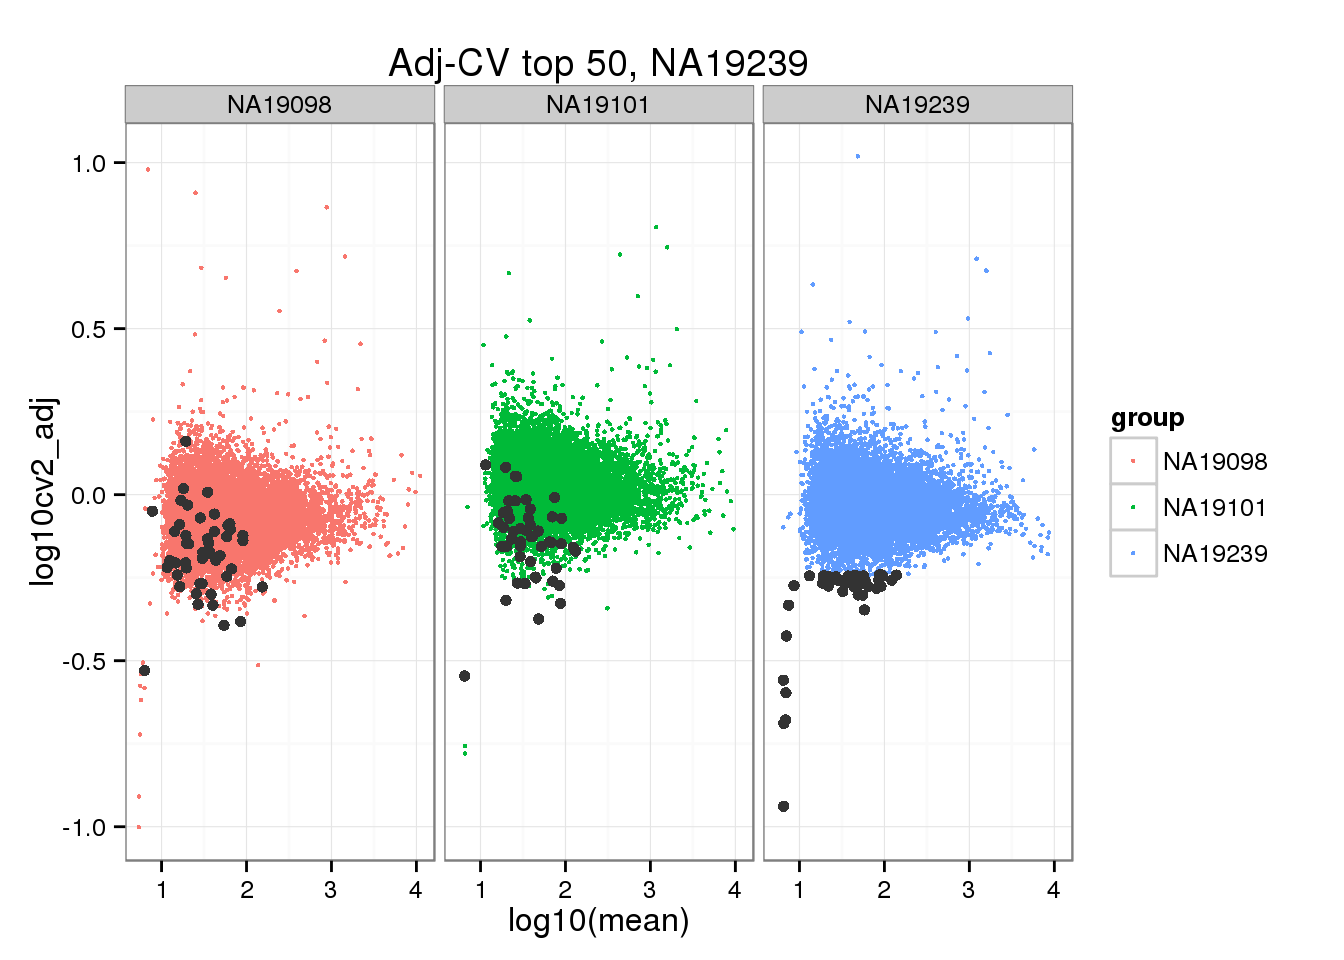 Adj-CV top 50, NA19239
NA19098 NA19101 NA19239
log10cv2_adj
1.0
0.5
0.0
-0.5
-1.0
1 2 3 4 1 2 3 4 1 2 3 4
log10(mean)
group
NA19098
NA19101
NA19239